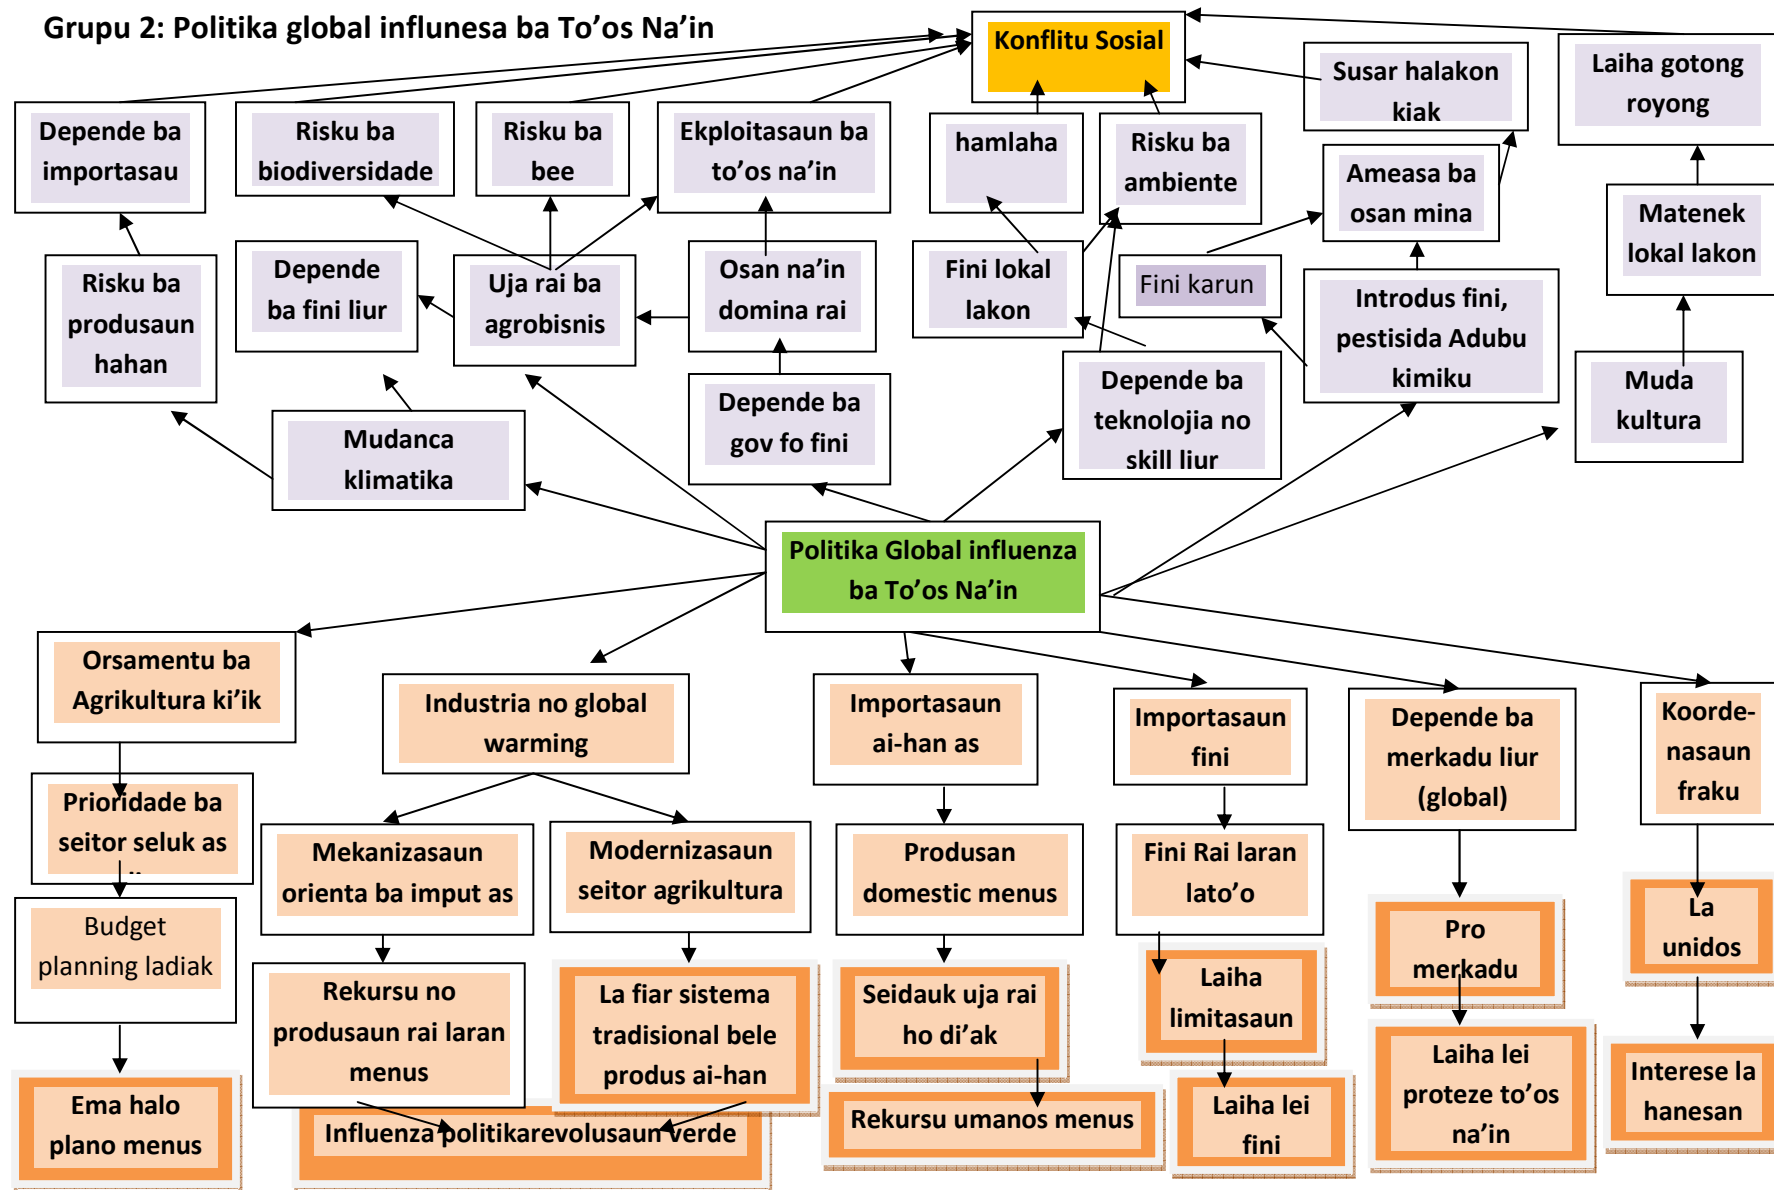 Grupu 2: Politika global influnesa ba To’os Na’in
Konflitu Sosial
Susar halakon
kiak
Laiha gotong
royong
Depende ba
importasau
Risku ba
biodiversidade
Risku ba
bee
Ekploitasaun ba
to’os na’in
hamlaha
Risku ba
ambiente
Ameasa ba
osan mina
Matenek
lokal lakon
Risku ba
produsaun
hahan
Depende
ba fini liur
Uja rai ba
agrobisnis
Osan na’in
domina rai
Fini lokal
lakon
Fini karun
Introdus fini,
pestisida Adubu
kimiku
Muda
kultura
Mudanca
klimatika
Depende ba
gov fo fini
Depende ba
teknolojia no
skill liur
Politika Global influenza
ba To’os Na’in
Orsamentu ba
Agrikultura ki’ik
Industria no global
warming
Importasaun
ai-han as
Importasaun
fini
Depende ba
merkadu liur
(global)
Koorde-
nasaun
fraku
Prioridade ba
seitor seluk as
Mekanizasaun
orienta ba imput as
Modernizasaun
seitor agrikultura
Produsan
domestic menus
Fini Rai laran
lato’o
Budget
planning ladiak
Rekursu no
produsaun rai laran
menus
La fiar sistema
tradisional bele
produs ai-han
Seidauk uja rai
ho di’ak
Laiha
limitasaun
Pro
merkadu
La
unidos
Ema halo
plano menus
Influenza politikarevolusaun verde
Rekursu umanos menus
Laiha lei
fini
Laiha lei
proteze to’os
na’in
Interese la
hanesan